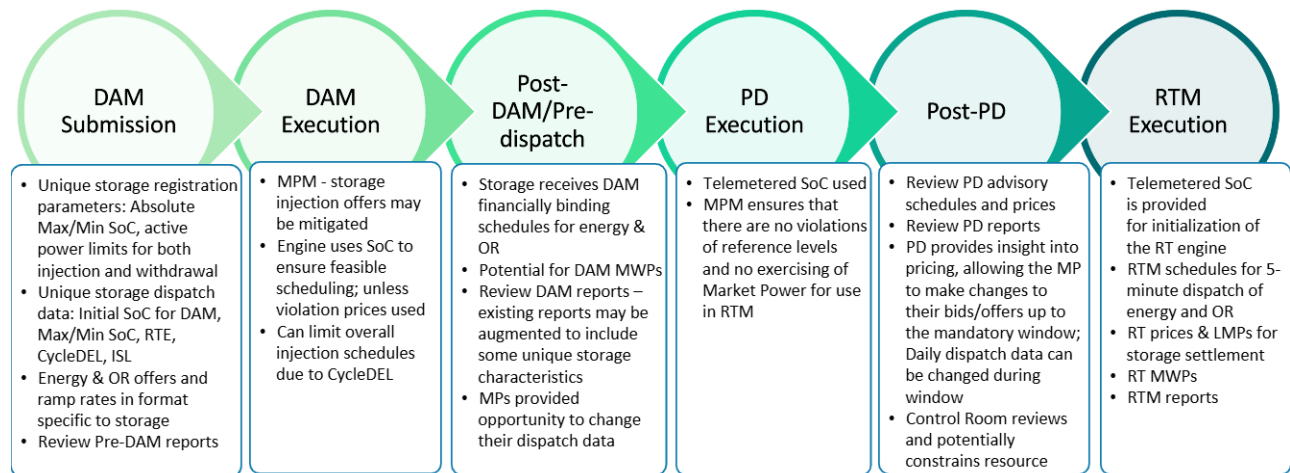 DAM
Submission
• Unique storage registration
parameters: Absolute
Max/Min SoC, active
power limits for both
injection and withdrawal
• Unique storage dispatch
data: Initial SoC for DAM,
Max/Min SoC, RTE,
CycleDEL, ISL
• Energy & OR offers and
ramp rates in format
specific to storage
• Review Pre-DAM reports
DAM
Execution
• MPM - storage
injection offers may
be mitigated
• Engine uses SoC to
ensure feasible
scheduling; unless
violation prices used
• Can limit overall
injection schedules
due to CycleDEL
Post-
DAM/Pre-
dispatch
• Storage receives DAM
financially binding
schedules for energy &
OR
• Potential for DAM MWPs
• Review DAM reports –
existing reports may be
augmented to include
some unique storage
characteristics
• MPs provided
opportunity to change
their dispatch data
PD
Execution
• Telemetered SoC used
• MPM ensures that
there are no violations
of reference levels
and no exercising of
Market Power for use
in RTM
Post-PD
• Review PD advisory
schedules and prices
• Review PD reports
• PD provides insight into
pricing, allowing the MP
to make changes to
their bids/offers up to
the mandatory window;
Daily dispatch data can
be changed during
window
• Control Room reviews
and potentially
constrains resource
RTM
Execution
• Telemetered SoC
is provided
for initialization of
the RT engine
• RTM schedules for 5-
minute dispatch of
energy and OR
• RT prices & LMPs for
storage settlement
• RT MWPs
• RTM reports